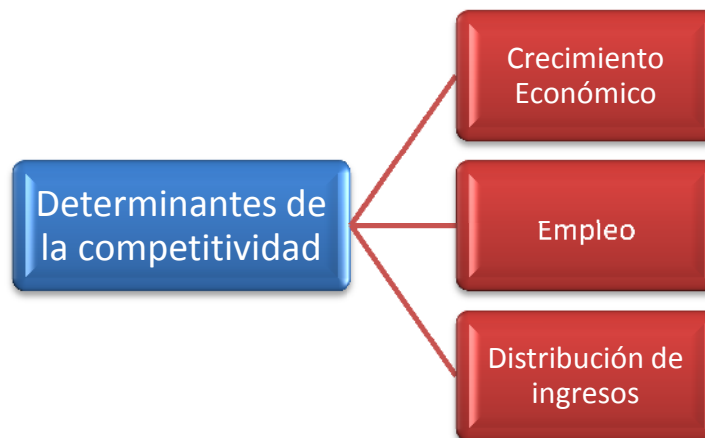 Crecimiento
Económico
Determinantes de
la competitividad
Empleo
Distribución de
ingresos